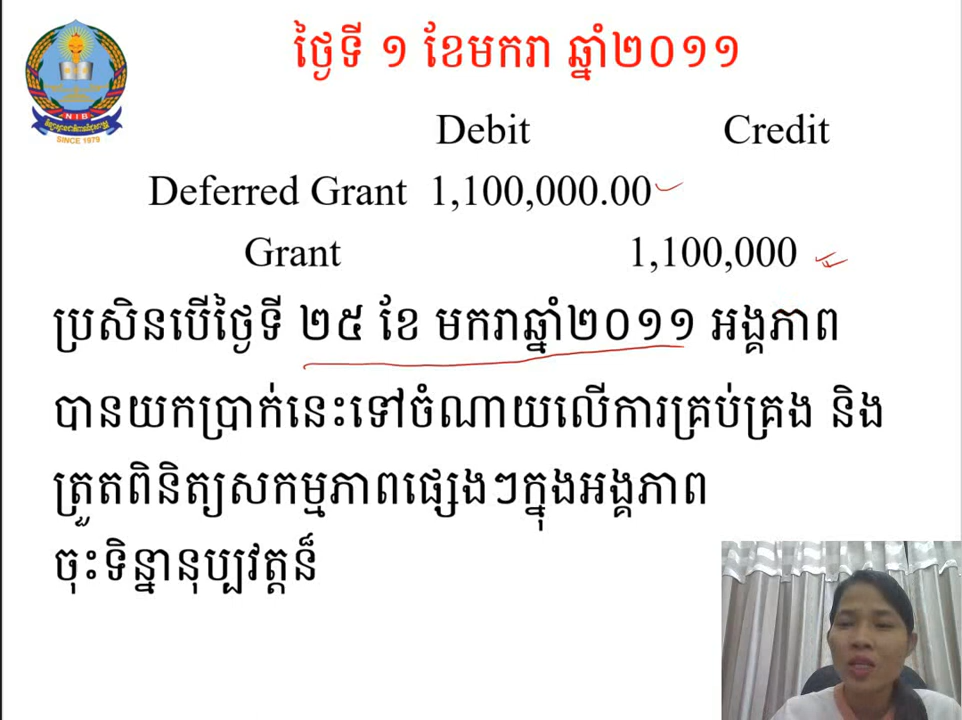 ថ្ងៃទី ១ ខែមករា ឆ្នាំ២០១១
Debit Credit
Deferred Grant 1,100,000.00
Grant 1,100,000
ប្រសិនបើថ្ងៃទី ២៥ ខែ មករាឆ្នាំ២០១១ អង្គភាព
បានយកប្រាក់នេះទៅចំណាយលើការគ្រប់គ្រង និង
ត្រួតពិនិត្យសកម្មភាពផ្សេងៗក្នុងអង្គភាព
ចុះទិន្នានុប្បវត្តន៍
NIB
SINCE 1979